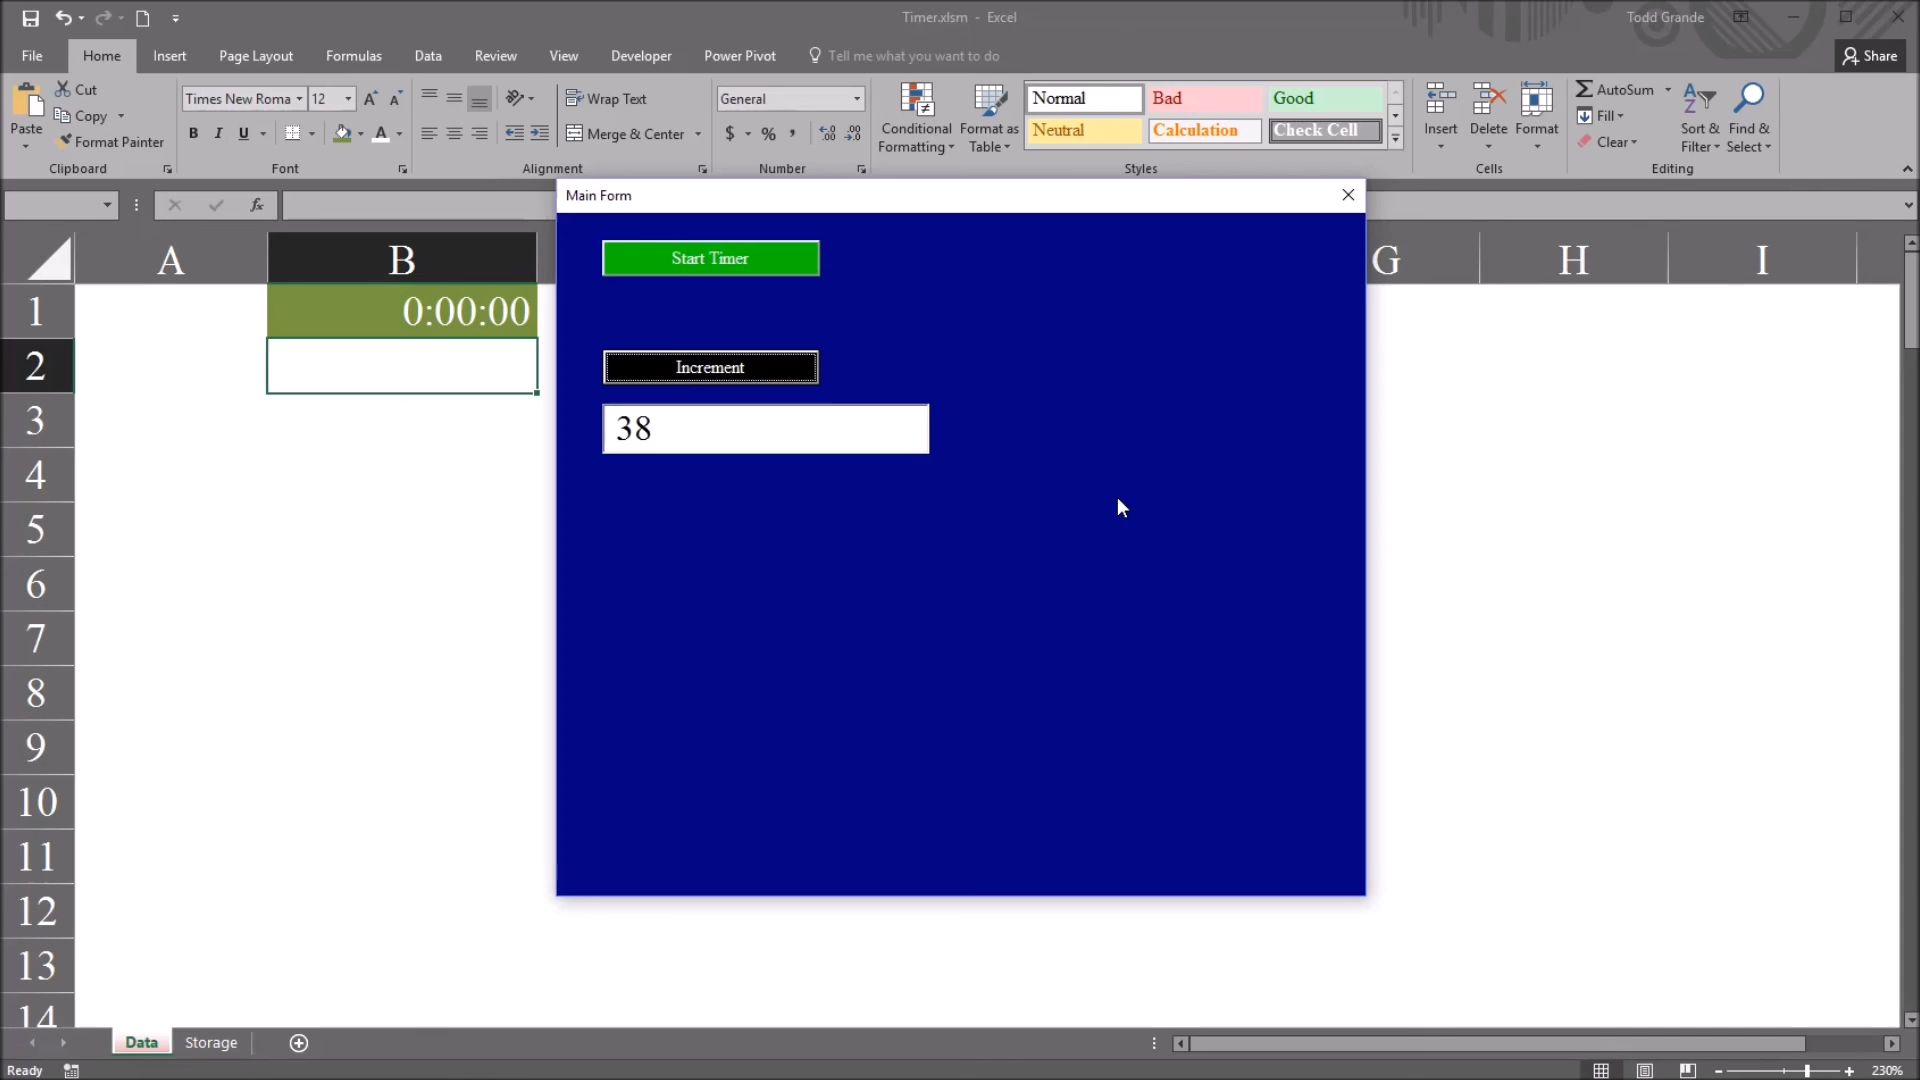 Timer.xlsm - Excel
Todd Grande
File Home Insert Page Layout Formulas Data Review View Developer Power Pivot Tell me what you want to do Share
Paste
Cut
Copy
Format Painter
Clipboard
Times New Roma 12
B I U
Font
Wrap Text
Merge & Center
Alignment
General
$ % ,
Number
Conditional Formatting
Format as Table
Normal Bad Good
Neutral Calculation Check Cell
Styles
Insert Delete Format
Cells
AutoSum
Fill
Clear
Sort & Filter
Find & Select
Editing
fx
Main Form
Start Timer
Increment
38
A B G H I
1 0:00:00
2
3
4
5
6
7
8
9
10
11
12
13
14
Data Storage
Ready
230%